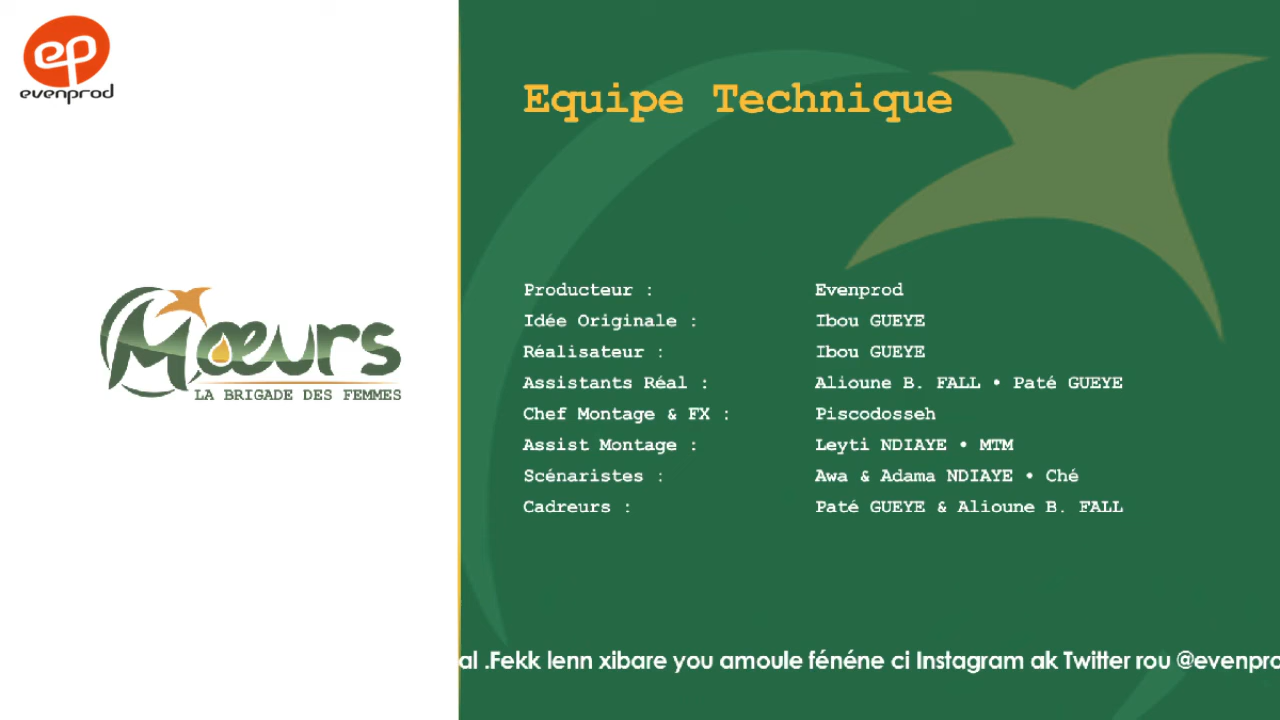 ep
evenprod
Equipe Technique
Mœurs
LA BRIGADE DES FEMMES
Producteur : Evenprod
Idée Originale : Ibou GUEYE
Réalisateur : Ibou GUEYE
Assistants Réal : Alioune B. FALL • Paté GUEYE
Chef Montage & FX : Piscodosseh
Assist Montage : Leyti NDIAYE • MTM
Scénaristes : Awa & Adama NDIAYE • Ché
Cadreurs : Paté GUEYE & Alioune B. FALL
al .Fekk lenn xibare you amoule fénéne ci Instagram ak Twitter rou @evenpro